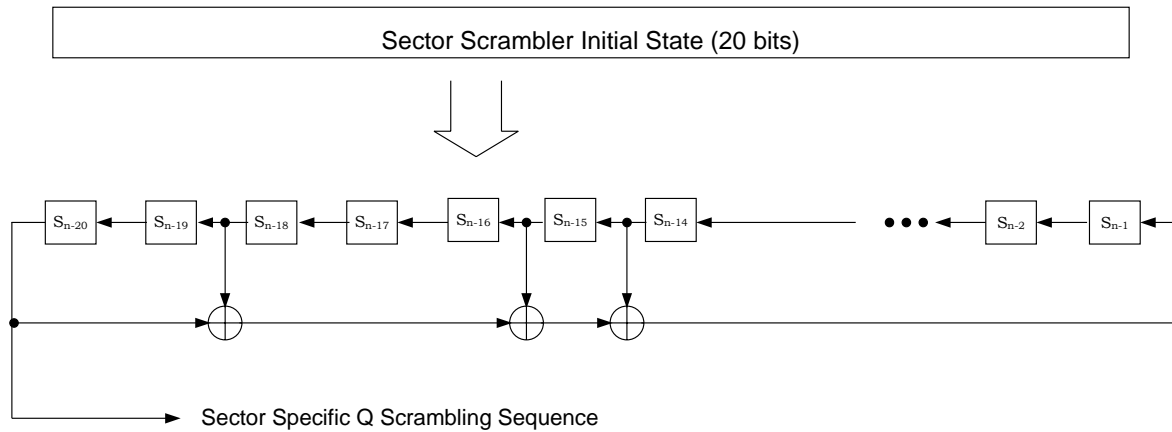 Sector Scrambler Initial State (20 bits)
Sₙ₋₂₀ Sₙ₋₁₉ Sₙ₋₁₈ Sₙ₋₁₇ Sₙ₋₁₆ Sₙ₋₁₅ Sₙ₋₁₄ ••• Sₙ₋₂ Sₙ₋₁
Sector Specific Q Scrambling Sequence